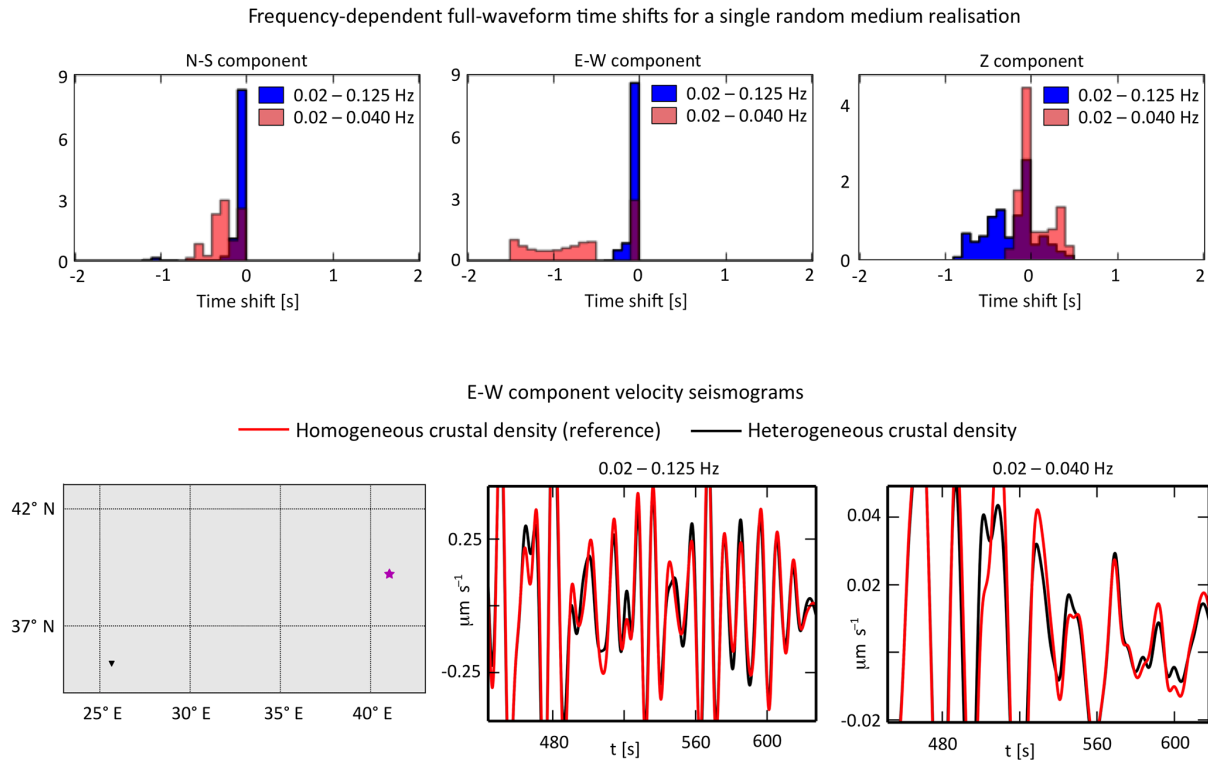 Frequency-dependent full-waveform time shifts for a single random medium realisation
N-S component
E-W component
Z component
9
6
3
0
-2
-1
0
1
2
Time shift [s]
0.02 – 0.125 Hz
0.02 – 0.040 Hz
9
6
3
0
-2
-1
0
1
2
Time shift [s]
0.02 – 0.125 Hz
0.02 – 0.040 Hz
4
2
0
-2
-1
0
1
2
Time shift [s]
0.02 – 0.125 Hz
0.02 – 0.040 Hz
E-W component velocity seismograms
Homogeneous crustal density (reference)
Heterogeneous crustal density
42° N
37° N
25° E
30° E
35° E
40° E
0.02 – 0.125 Hz
0.25
-0.25
μm s⁻¹
480
560
600
t [s]
0.02 – 0.040 Hz
0.04
0.02
-0.02
μm s⁻¹
480
560
600
t [s]